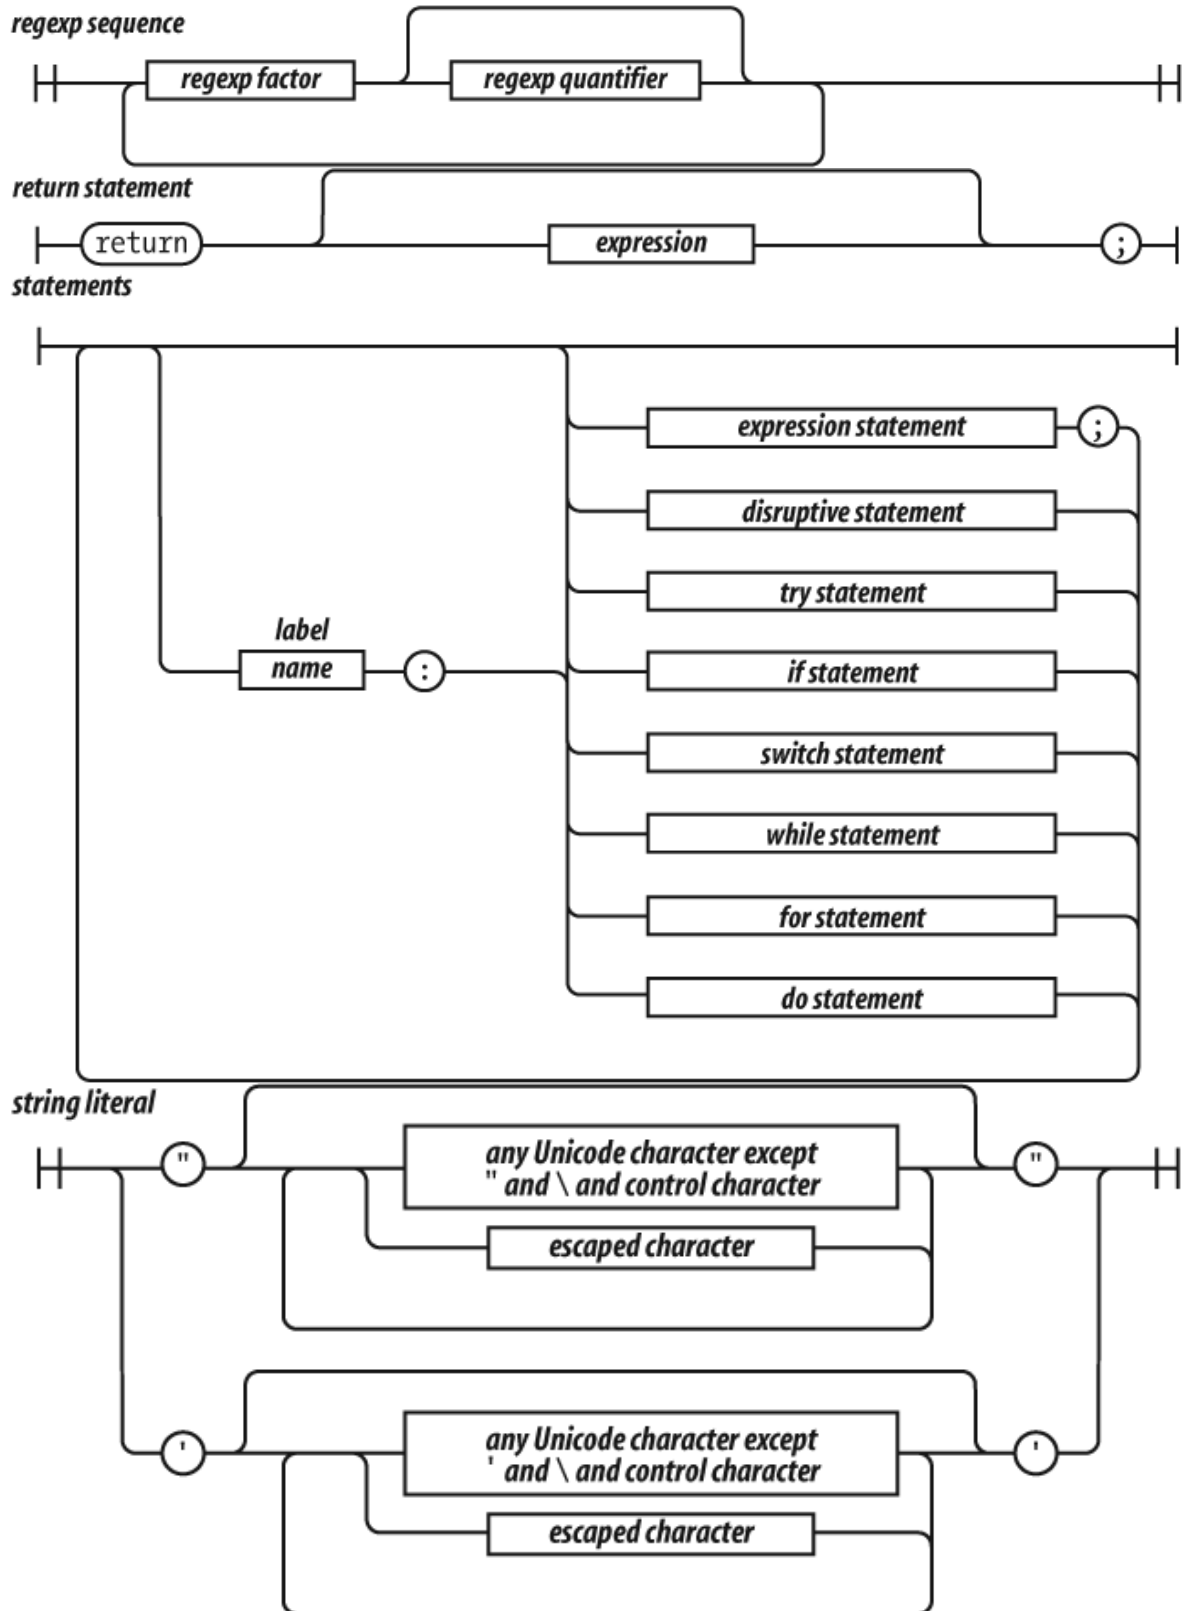 regexp sequence
regexp factor
regexp quantifier
return statement
return
expression
;
statements
expression statement
;
disruptive statement
try statement
label
name
:
if statement
switch statement
while statement
for statement
do statement
string literal
"
any Unicode character except
" and \ and control character
"
escaped character
'
any Unicode character except
' and \ and control character
'
escaped character